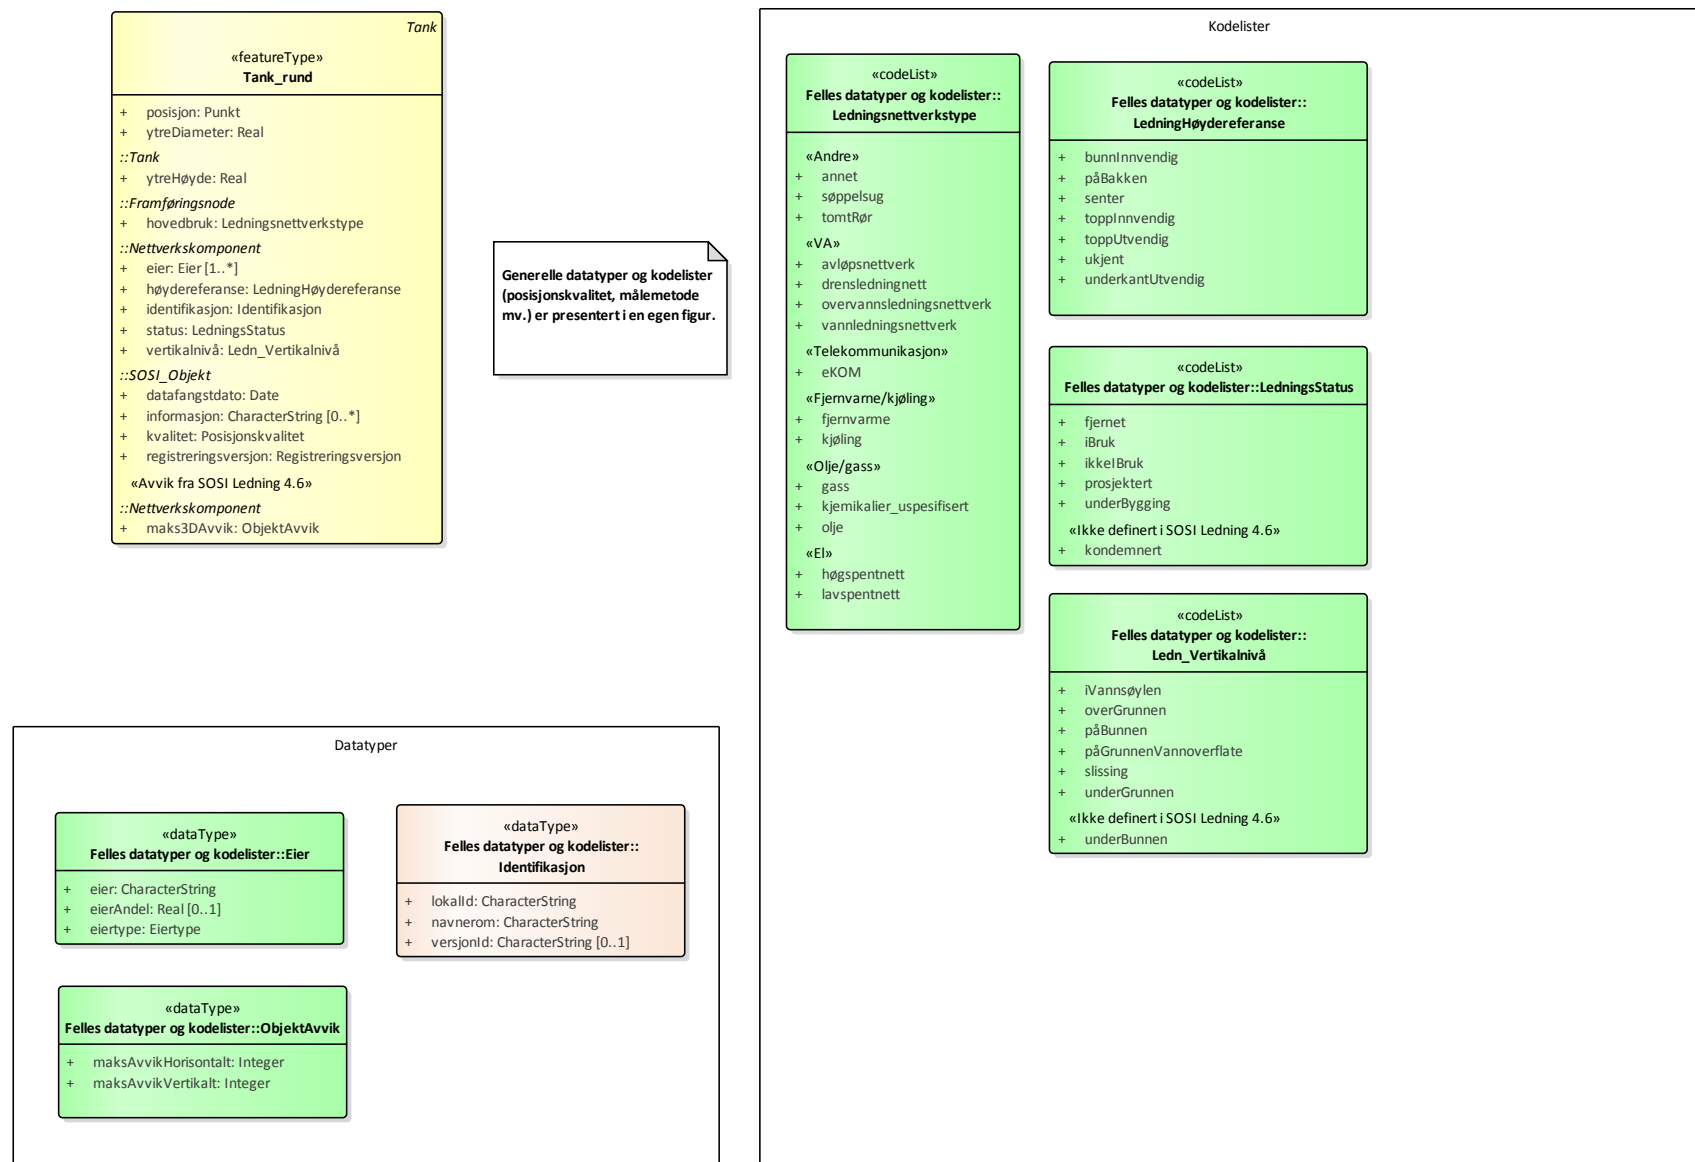 Tank
«featureType»
Tank_rund
+ posisjon: Punkt
+ ytreDiameter: Real
::Tank
+ ytreHøyde: Real
::Framføringsnode
+ hovedbruk: Ledningsnettverkstype
::Nettverkskomponent
+ eier: Eier [1..*]
+ høydereferanse: LedningHøydereferanse
+ identifikasjon: Identifikasjon
+ status: LedningsStatus
+ vertikalnivå: Ledn_Vertikalnivå
::SOSI_Objekt
+ datafangstdato: Date
+ informasjon: CharacterString [0..*]
+ kvalitet: Posisjonskvalitet
+ registreringsversjon: Registreringsversjon
«Avvik fra SOSI Ledning 4.6»
::Nettverkskomponent
+ maks3DAvvik: ObjektAvvik
Generelle datatyper og kodelister
(posisjonskvalitet, målemetode
mv.) er presentert i en egen figur.
Kodelister
«codeList»
Felles datatyper og kodelister::
Ledningsnettverkstype
«Andre»
+ annet
+ søppelsug
+ tomtRør
«VA»
+ avløpsnettverk
+ drensledningnett
+ overvannsledningsnettverk
+ vannledningsnettverk
«Telekommunikasjon»
+ eKOM
«Fjernvarne/kjøling»
+ fjernvarme
+ kjøling
«Olje/gass»
+ gass
+ kjemikalier_uspesifisert
+ olje
«El»
+ høgspentnett
+ lavspentnett
«codeList»
Felles datatyper og kodelister::
LedningHøydereferanse
+ bunnInnvendig
+ påBakken
+ senter
+ toppInnvendig
+ toppUtvendig
+ ukjent
+ underkantUtvendig
«codeList»
Felles datatyper og kodelister::LedningsStatus
+ fjernet
+ iBruk
+ ikkeIBruk
+ prosjektert
+ underBygging
«Ikke definert i SOSI Ledning 4.6»
+ kondemnert
«codeList»
Felles datatyper og kodelister::
Ledn_Vertikalnivå
+ iVannsøylen
+ overGrunnen
+ påBunnen
+ påGrunnenVannoverflate
+ slissing
+ underGrunnen
«Ikke definert i SOSI Ledning 4.6»
+ underBunnen
Datatyper
«dataType»
Felles datatyper og kodelister::Eier
+ eier: CharacterString
+ eierAndel: Real [0..1]
+ eiertype: Eiertype
«dataType»
Felles datatyper og kodelister::
Identifikasjon
+ lokalId: CharacterString
+ navnerom: CharacterString
+ versjonId: CharacterString [0..1]
«dataType»
Felles datatyper og kodelister::ObjektAvvik
+ maksAvvikHorisontalt: Integer
+ maksAvvikVertikalt: Integer